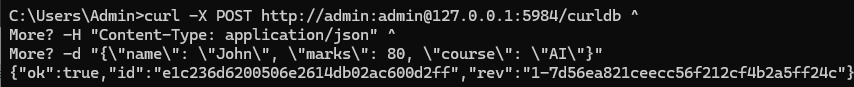 C:\Users\Admin>curl -X POST http://admin:admin@127.0.0.1:5984/curldb ^
More? -H "Content-Type: application/json" ^
More? -d "{\"name\": \"John\", \"marks\": 80, \"course\": \"AI\"}"
{"ok":true,"id":"e1c236d6200506e2614db02ac600d2ff","rev":"1-7d56ea821ceecc56f212cf4b2a5ff24c"}